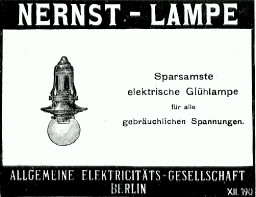 NERNST - LAMPE
Sparsamste
elektrische Glühlampe
für alle
gebräuchlichen Spannungen.
ALLGEMEINE ELEKTRICITÄTS-GESELLSCHAFT
BERLIN
XII. 190